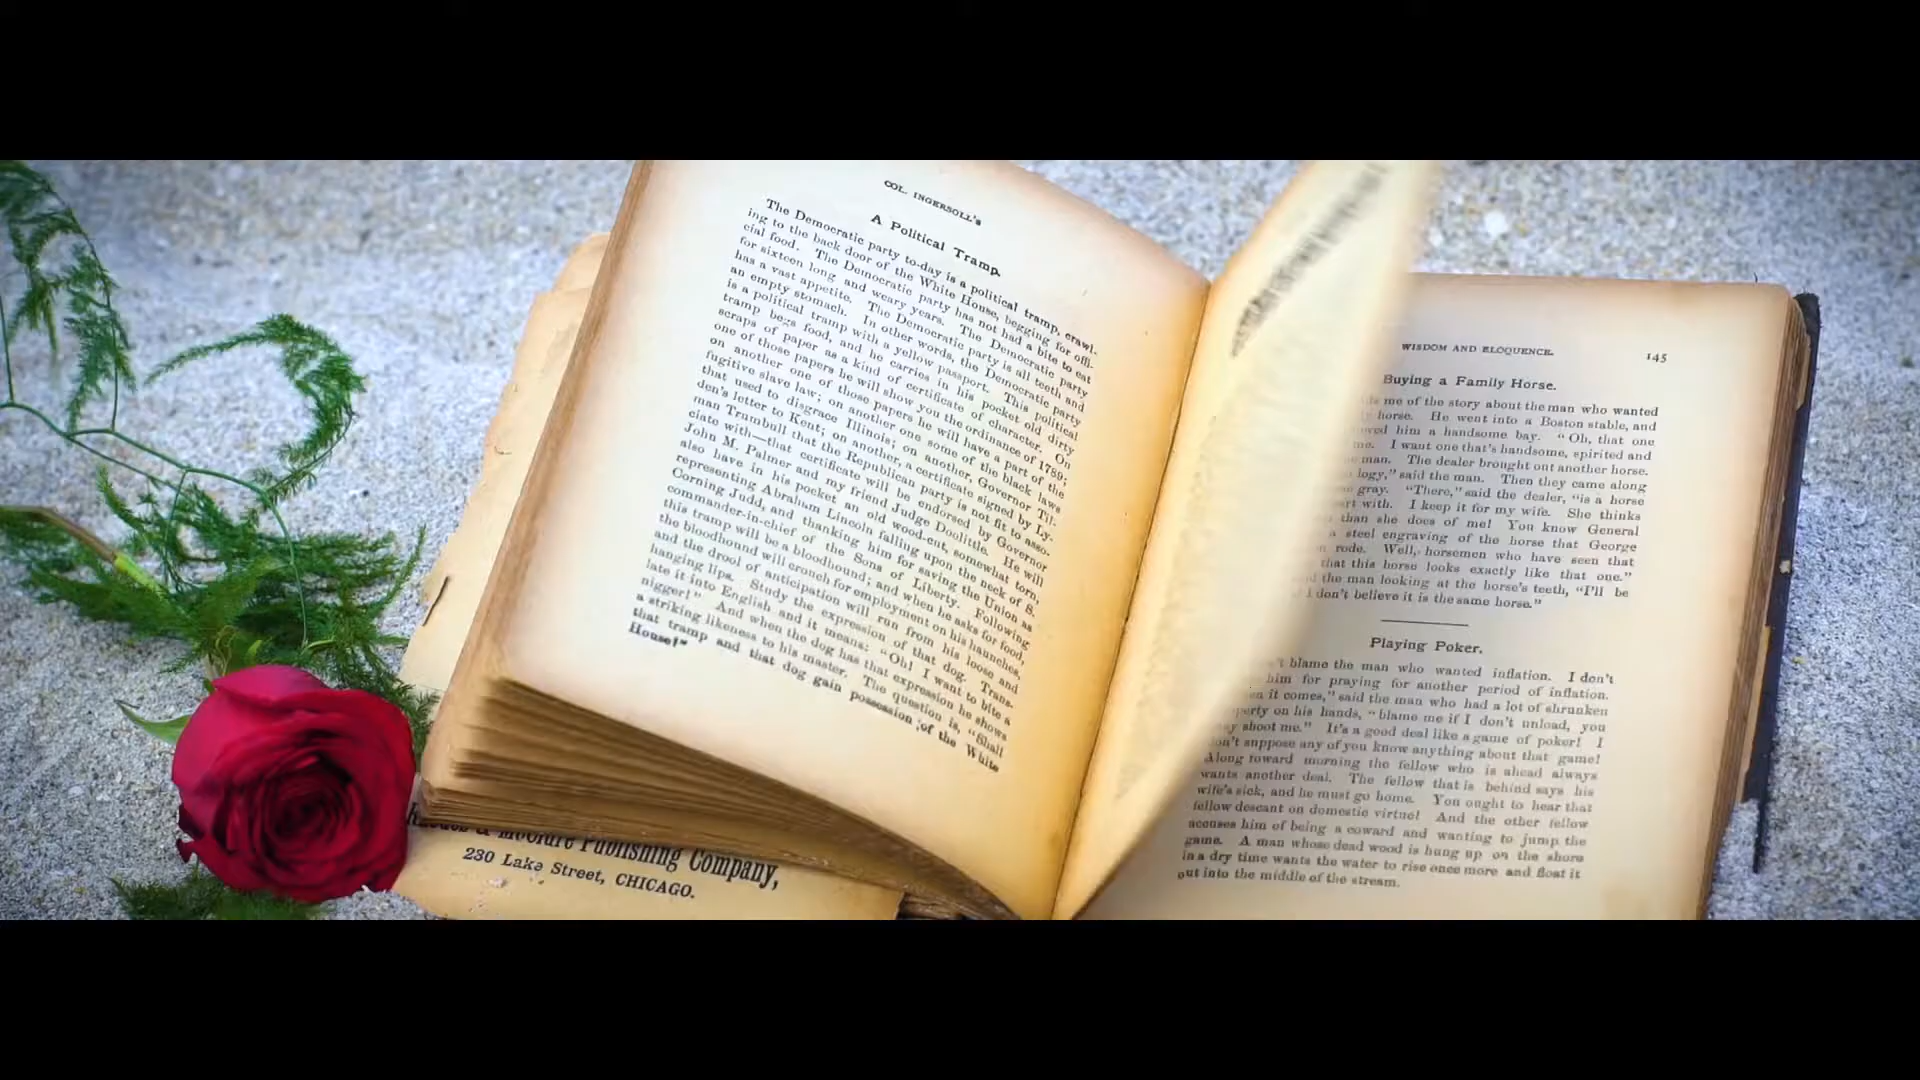 COL. INGERSOLL'S
A Political Tramp.
The Democratic party to-day is a political tramp, crawl-
ing to the back door of the White House, begging for offi-
cial food. The Democratic party has not had a bite to eat
for sixteen long and weary years. The Democratic party
has a vast appetite. The Democratic party is all teeth and
an empty stomach. In other words, the Democratic party
is a political tramp with a yellow passport. This political
tramp begs food, and he carries in his pocket old dirty
scraps of paper as a kind of certificate of character. On
one of those papers he will show you the ordinance of 1789;
on another one of those papers he will have a part of the
fugitive slave law; on another one some of the black laws
that used to disgrace Illinois; on another, Governor Til-
den's letter to Kent; on another, a certificate signed by Ly-
man Trumbull that the Republican party is not fit to asso-
ciate with—that certificate will be endorsed by Governor
John M. Palmer and my friend Judge Doolittle. He will
also have in his pocket an old wood-cut, somewhat torn,
representing Abraham Lincoln falling upon the neck of S.
Corning Judd, and thanking him for saving the Union as
commander-in-chief of the Sons of Liberty. Following
this tramp will be a bloodhound; and when he asks for food,
the bloodhound will crouch for employment on his haunches,
and the drool of anticipation will run from his loose and
hanging lips. Study the expression of that dog. Trans-
late it into English and it means: "Oh! I want to bite a
nigger!" And when the dog has that expression he shows
a striking likeness to his master. The question is, "Shall
that tramp and that dog gain possession of the White
House?"
McClure Publishing Company,
230 Lake Street, CHICAGO.
WISDOM AND ELOQUENCE. 145
Buying a Family Horse.
me of the story about the man who wanted
horse. He went into a Boston stable, and
him a handsome bay. "Oh, that one
I want one that's handsome, spirited and
man. The dealer brought out another horse.
logy," said the man. Then they came along
gray. "There," said the dealer, "is a horse
with. I keep it for my wife. She thinks
than she does of me! You know General
steel engraving of the horse that George
rode. Well, horsemen who have seen that
that this horse looks exactly like that one."
the man looking at the horse's teeth, "I'll be
I don't believe it is the same horse."
Playing Poker.
blame the man who wanted inflation. I don't
him for praying for another period of inflation.
it comes," said the man who had a lot of shrunken
on his hands, "blame me if I don't unload, you
shoot me." It's a good deal like a game of poker! I
don't suppose any of you know anything about that game!
Along toward morning the fellow who is ahead always
wants another deal. The fellow that is behind says his
wife's sick, and he must go home. You ought to hear that
fellow descant on domestic virtue! And the other fellow
accuses him of being a coward and wanting to jump the
game. A man whose dead wood is hung up on the shore
in a dry time wants the water to rise once more and float it
out into the middle of the stream.